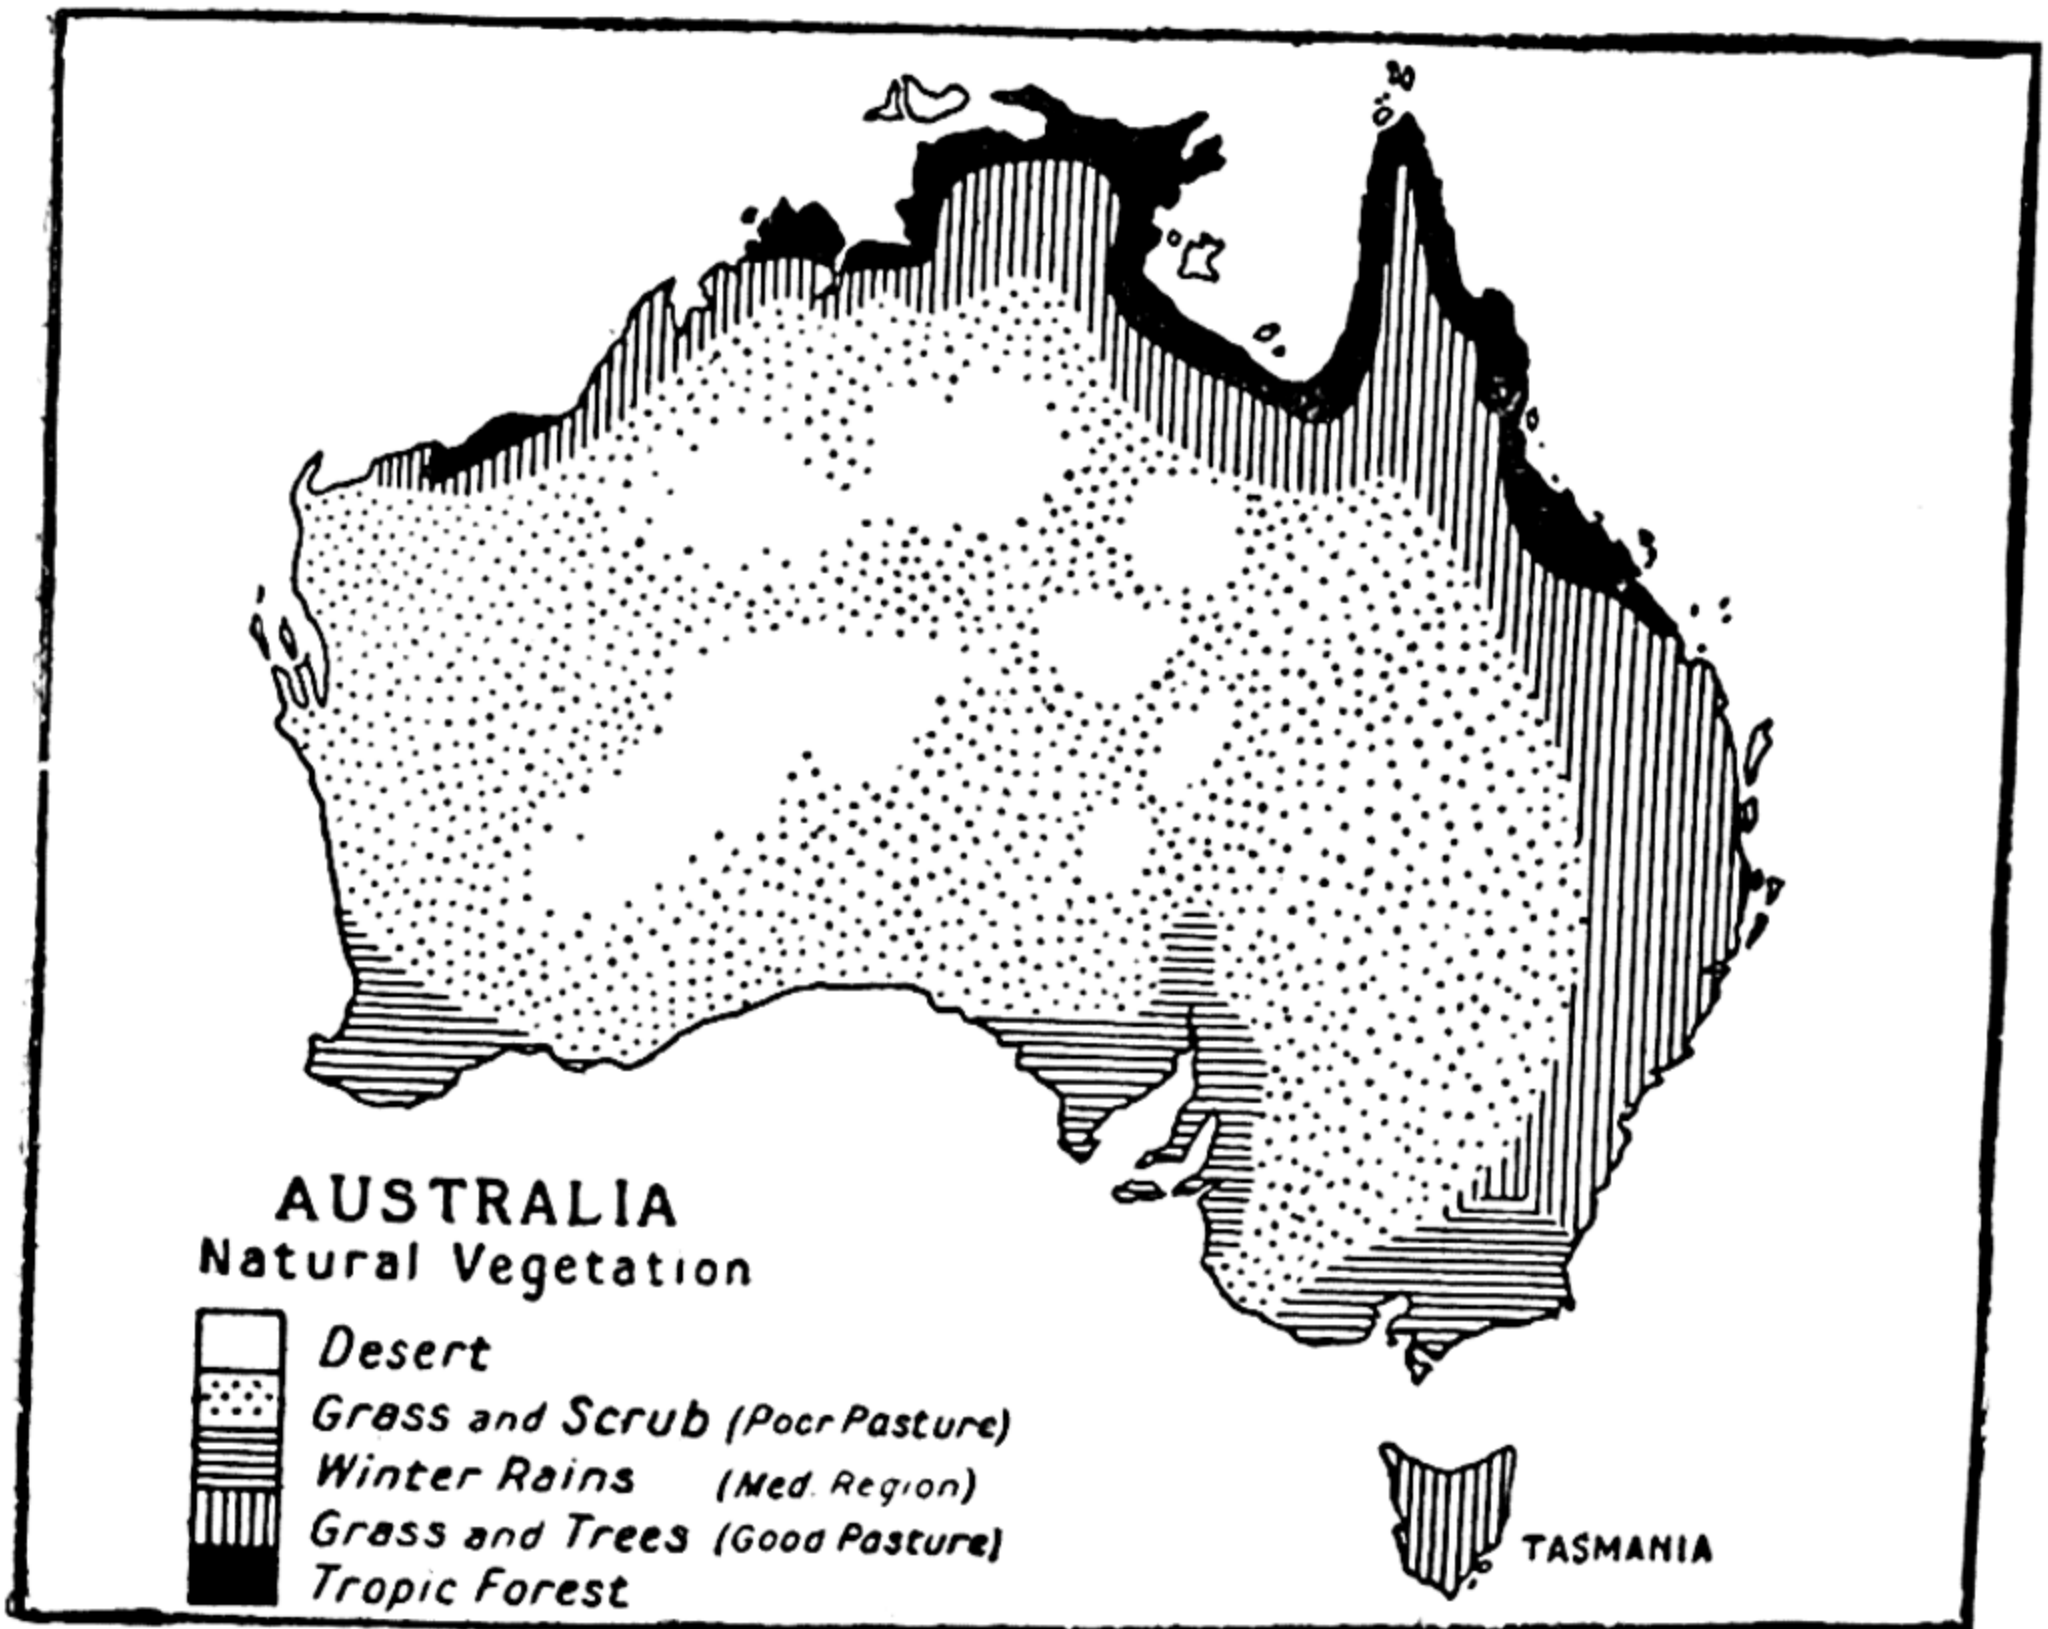 AUSTRALIA
Natural Vegetation
Desert
Grass and Scrub (Poor Pasture)
Winter Rains (Med. Region)
Grass and Trees (Good Pasture)
Tropic Forest
TASMANIA